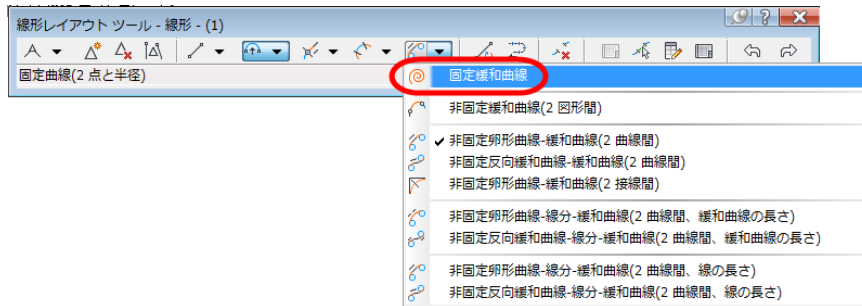 線形レイアウト ツール - 線形 - (1)
固定曲線(2 点と半径)
固定緩和曲線
非固定緩和曲線(2 図形間)
非固定卵形曲線-緩和曲線(2 曲線間)
非固定反向緩和曲線-緩和曲線(2 曲線間)
非固定卵形曲線-緩和曲線(2 接線間)
非固定卵形曲線-線分-緩和曲線(2 曲線間、緩和曲線の長さ)
非固定反向緩和曲線-線分-緩和曲線(2 曲線間、緩和曲線の長さ)
非固定卵形曲線-線分-緩和曲線(2 曲線間、線の長さ)
非固定反向緩和曲線-線分-緩和曲線(2 曲線間、線の長さ)